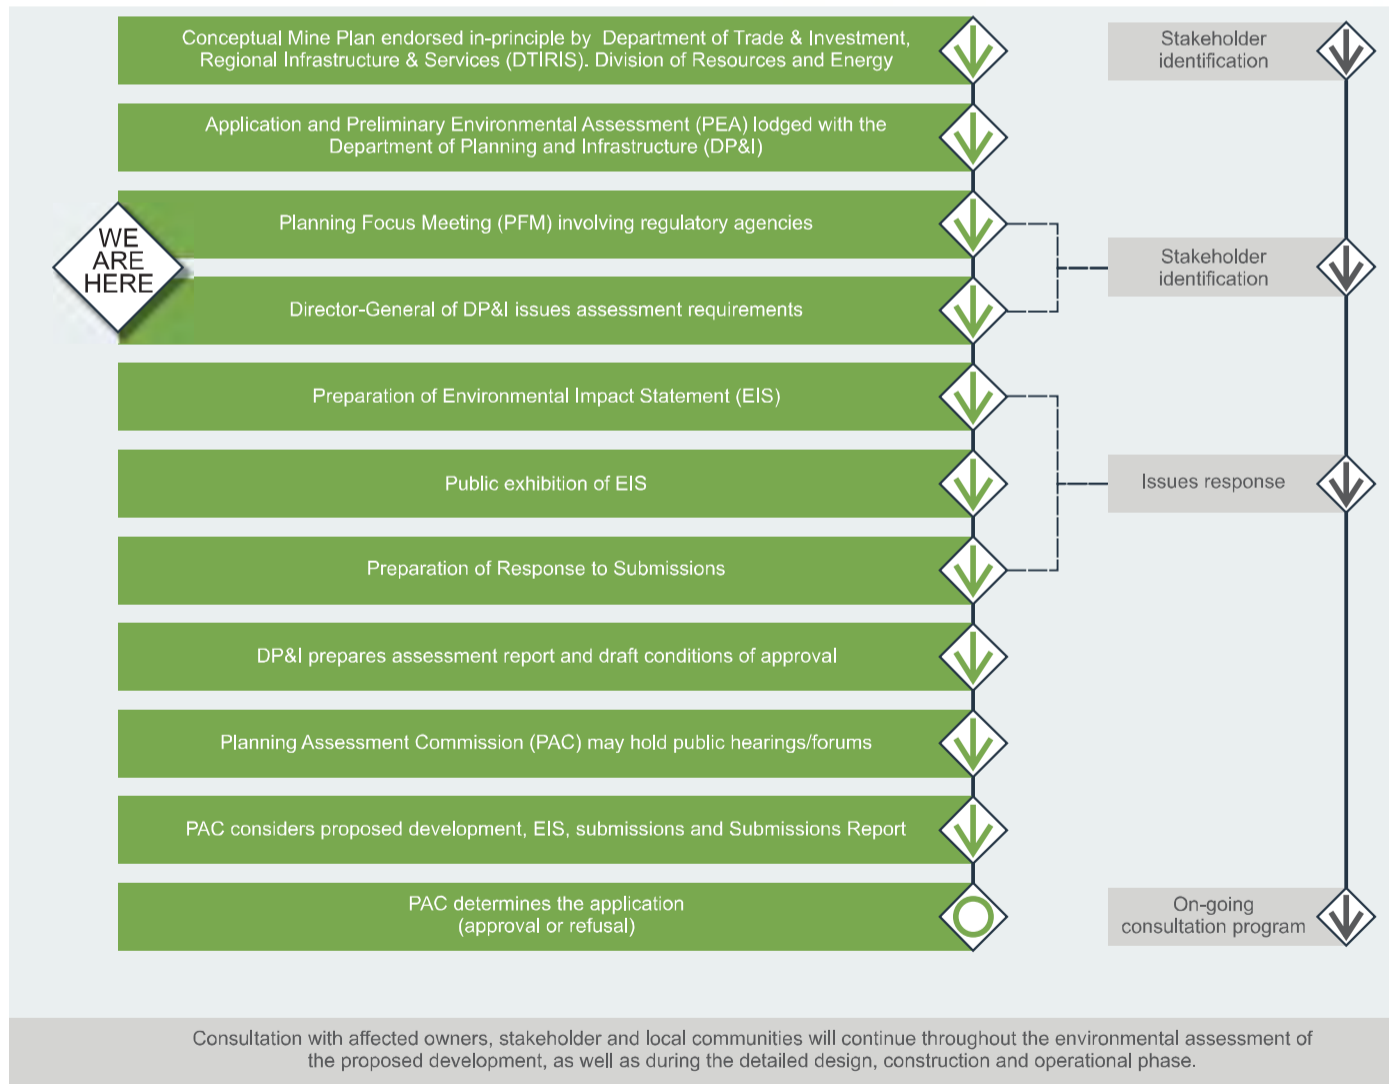 Conceptual Mine Plan endorsed in-principle by Department of Trade & Investment,
Regional Infrastructure & Services (DTIRIS). Division of Resources and Energy
Stakeholder
identification
Application and Preliminary Environmental Assessment (PEA) lodged with the
Department of Planning and Infrastructure (DP&I)
Planning Focus Meeting (PFM) involving regulatory agencies
WE
ARE
HERE
Stakeholder
identification
Director-General of DP&I issues assessment requirements
Preparation of Environmental Impact Statement (EIS)
Public exhibition of EIS
Issues response
Preparation of Response to Submissions
DP&I prepares assessment report and draft conditions of approval
Planning Assessment Commission (PAC) may hold public hearings/forums
PAC considers proposed development, EIS, submissions and Submissions Report
PAC determines the application
(approval or refusal)
On-going
consultation program
Consultation with affected owners, stakeholder and local communities will continue throughout the environmental assessment of
the proposed development, as well as during the detailed design, construction and operational phase.